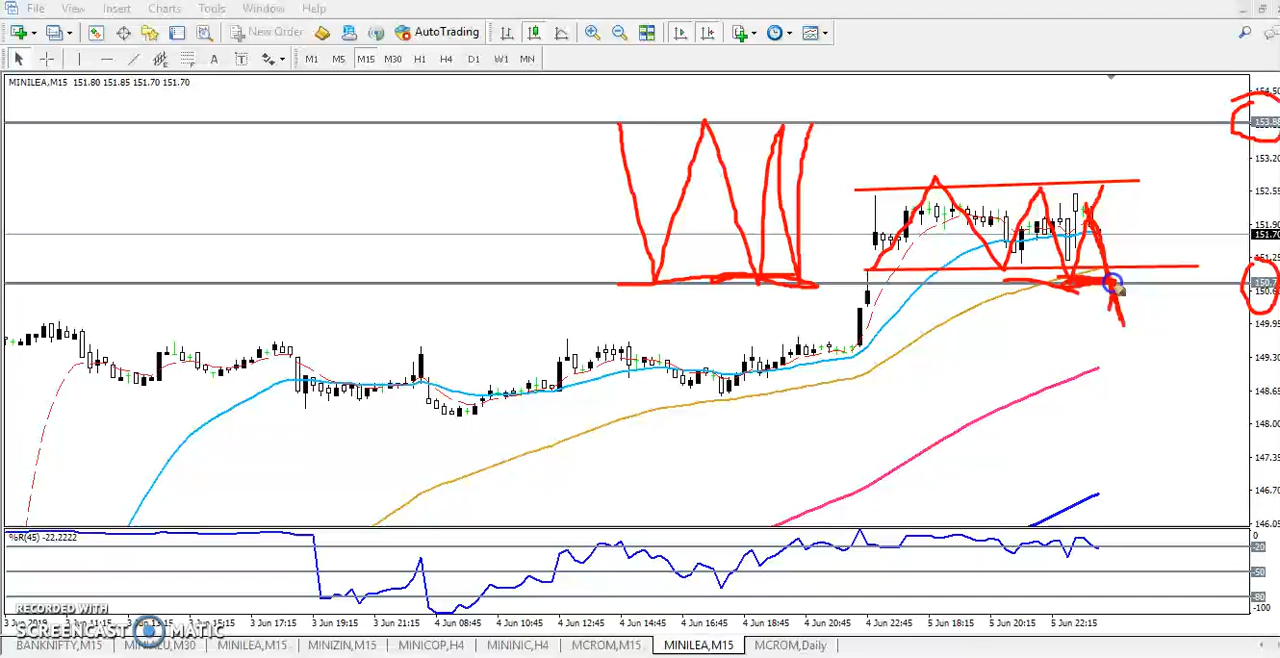 File View Insert Charts Tools Window Help
New Order AutoTrading
A T M1 M5 M15 M30 H1 H4 D1 W1 MN
MINILEA,M15 151.80 151.85 151.70 151.70
154.50
153.20
152.55
151.90
151.70
151.25
149.95
148.00
147.35
146.70
146.05
%R(45) -22.2222
0
-20
-50
-80
-100
3 Jun 17:15 3 Jun 19:15 3 Jun 21:15 4 Jun 08:45 4 Jun 10:45 4 Jun 12:45 4 Jun 14:45 4 Jun 16:45 4 Jun 18:45 4 Jun 20:45 4 Jun 22:45 5 Jun 18:15 5 Jun 20:15 5 Jun 22:15
RECORDED WITH
SCREENCAST MATIC
BANKNIFTY,M15 MINIALU,M30 MINILEA,M15 MINIZIN,M15 MINICOP,H4 MININIC,H4 MCROM,M15 MINILEA,M15 MCROM,Daily